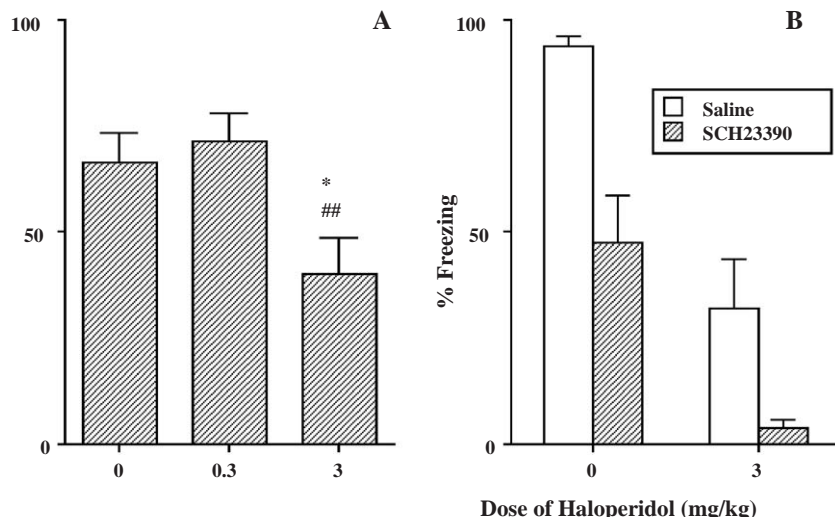 100
A
50
*
##
0
0
0.3
3
100
B
Saline
SCH23390
50
% Freezing
0
0
3
Dose of Haloperidol (mg/kg)